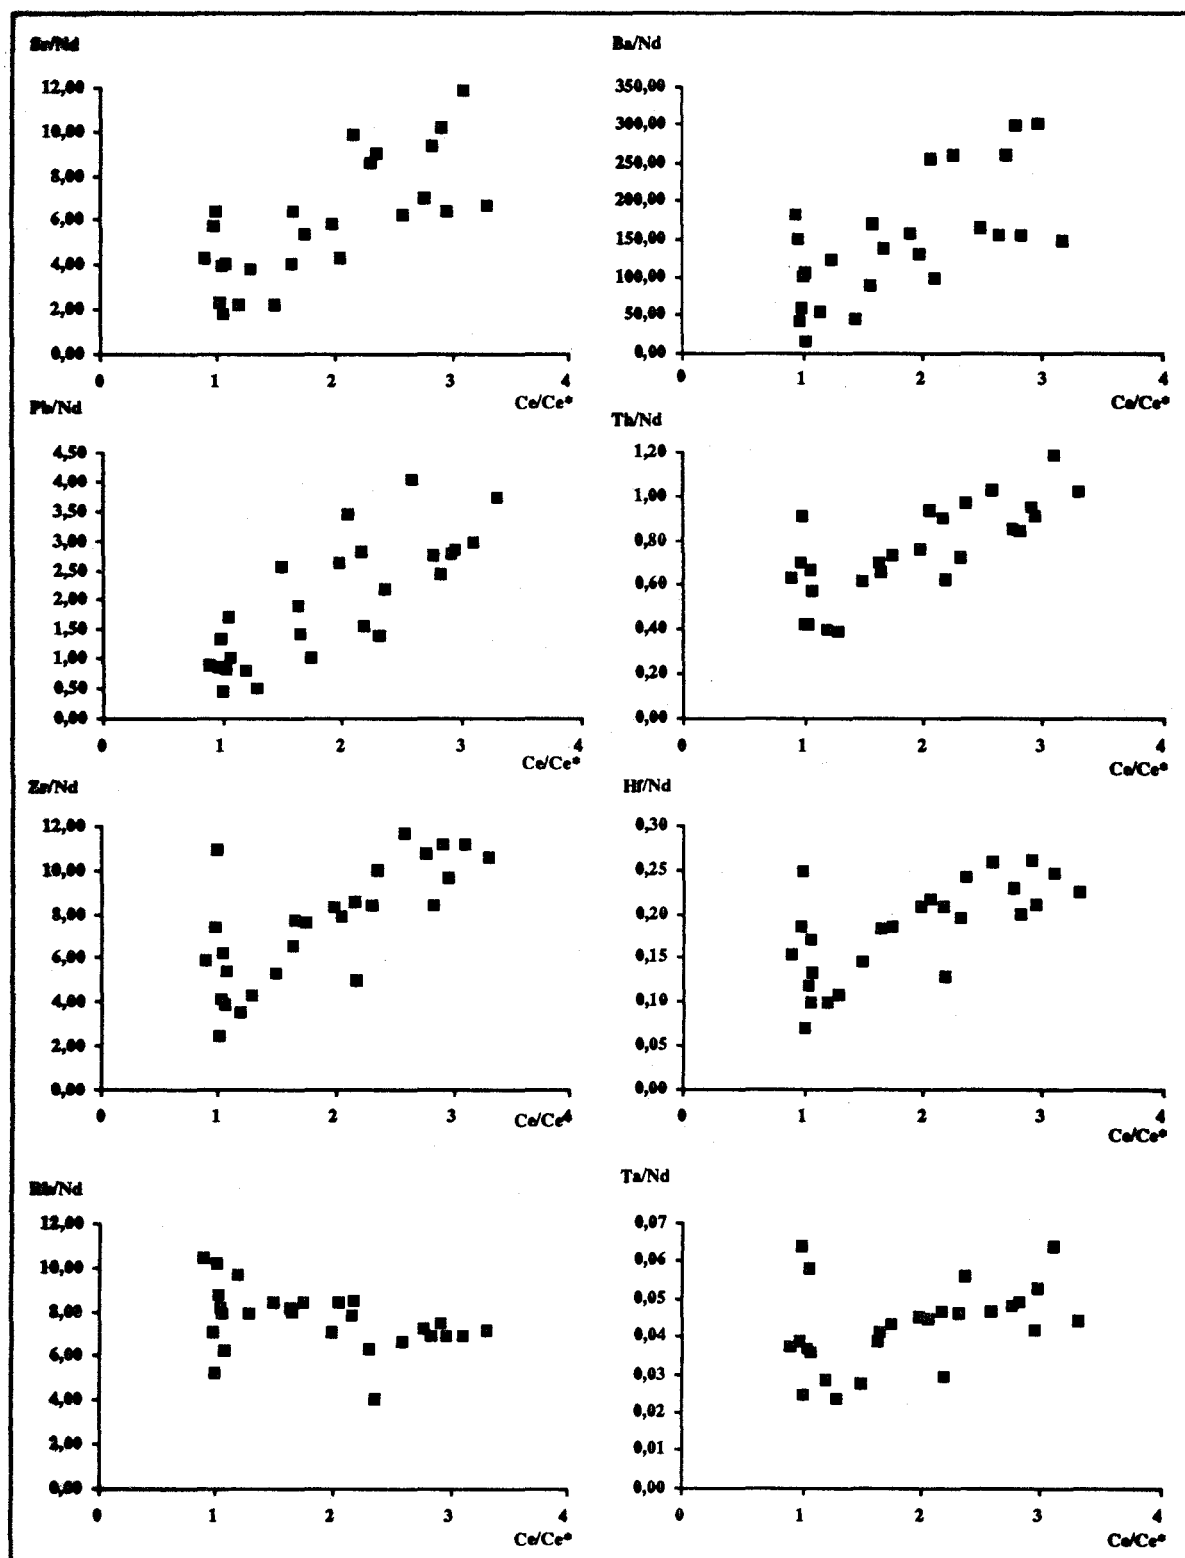 Sr/Nd
12,00
10,00
8,00
6,00
4,00
2,00
0,00
0 1 2 3 4
Ce/Ce*
Ba/Nd
350,00
300,00
250,00
200,00
150,00
100,00
50,00
0,00
0 1 2 3 4
Ce/Ce*
Pb/Nd
4,50
4,00
3,50
3,00
2,50
2,00
1,50
1,00
0,50
0,00
0 1 2 3 4
Ce/Ce*
Th/Nd
1,20
1,00
0,80
0,60
0,40
0,20
0,00
0 1 2 3 4
Ce/Ce*
Zr/Nd
12,00
10,00
8,00
6,00
4,00
2,00
0,00
0 1 2 3 4
Ce/Ce*
Hf/Nd
0,30
0,25
0,20
0,15
0,10
0,05
0,00
0 1 2 3 4
Ce/Ce*
Rb/Nd
12,00
10,00
8,00
6,00
4,00
2,00
0,00
0 1 2 3 4
Ce/Ce*
Ta/Nd
0,07
0,06
0,05
0,04
0,03
0,02
0,01
0,00
0 1 2 3 4
Ce/Ce*